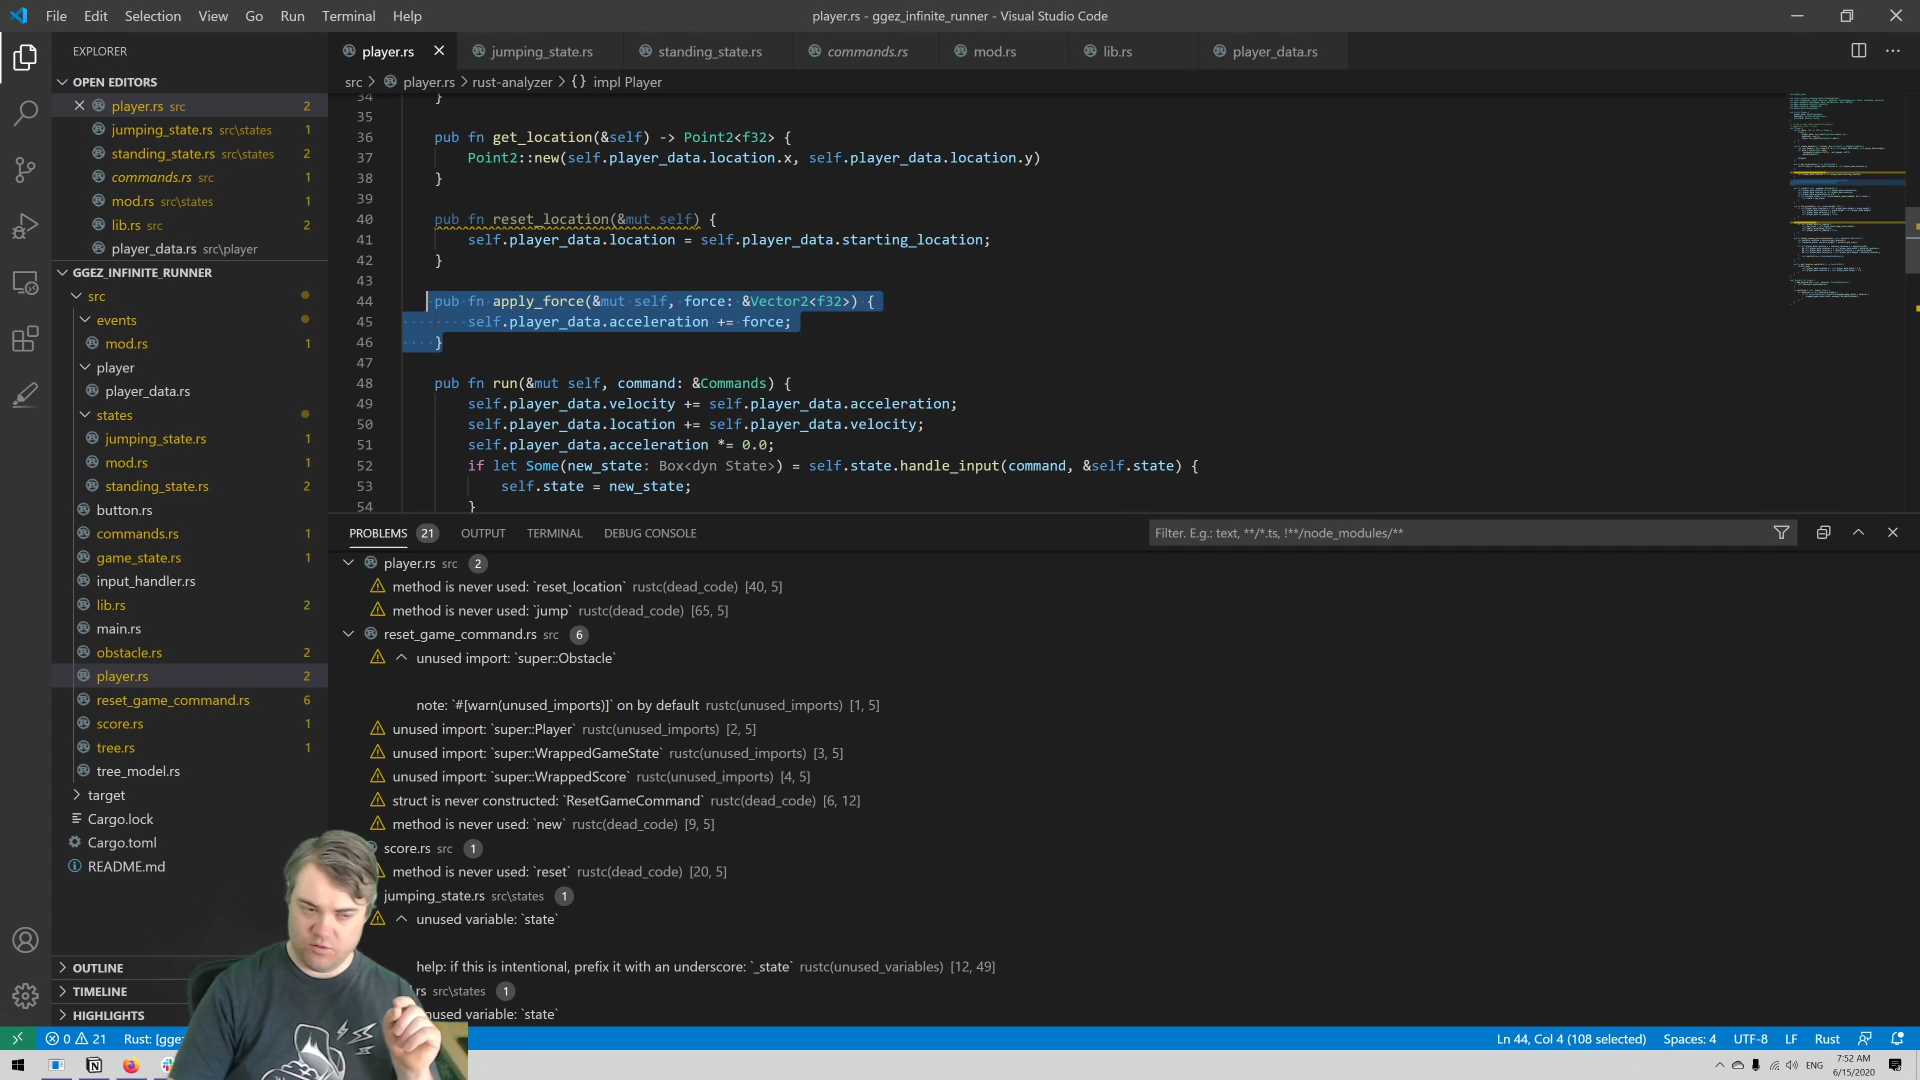 File Edit Selection View Go Run Terminal Help
player.rs - ggez_infinite_runner - Visual Studio Code
EXPLORER
OPEN EDITORS
player.rs src 2
jumping_state.rs src\states 1
standing_state.rs src\states 2
commands.rs src 1
mod.rs src\states 1
lib.rs src 2
player_data.rs src\player
GGEZ_INFINITE_RUNNER
src
events
mod.rs 1
player
player_data.rs
states
jumping_state.rs 1
mod.rs 1
standing_state.rs 2
button.rs
commands.rs 1
game_state.rs 1
input_handler.rs
lib.rs 2
main.rs
obstacle.rs 2
player.rs 2
reset_game_command.rs 6
score.rs 1
tree.rs 1
tree_model.rs
target
Cargo.lock
Cargo.toml
README.md
OUTLINE
TIMELINE
HIGHLIGHTS
player.rs jumping_state.rs standing_state.rs commands.rs mod.rs lib.rs player_data.rs
src > player.rs > rust-analyzer > {} impl Player
34 }
35
36 pub fn get_location(&self) -> Point2<f32> {
37 Point2::new(self.player_data.location.x, self.player_data.location.y)
38 }
39
40 pub fn reset_location(&mut self) {
41 self.player_data.location = self.player_data.starting_location;
42 }
43
44 pub fn apply_force(&mut self, force: &Vector2<f32>) {
45 self.player_data.acceleration += force;
46 }
47
48 pub fn run(&mut self, command: &Commands) {
49 self.player_data.velocity += self.player_data.acceleration;
50 self.player_data.location += self.player_data.velocity;
51 self.player_data.acceleration *= 0.0;
52 if let Some(new_state: Box<dyn State>) = self.state.handle_input(command, &self.state) {
53 self.state = new_state;
54 }
PROBLEMS 21 OUTPUT TERMINAL DEBUG CONSOLE
Filter. E.g.: text, **/*.ts, !**/node_modules/**
player.rs src 2
method is never used: `reset_location` rustc(dead_code) [40, 5]
method is never used: `jump` rustc(dead_code) [65, 5]
reset_game_command.rs src 6
unused import: `super::Obstacle`
note: `#[warn(unused_imports)]` on by default rustc(unused_imports) [1, 5]
unused import: `super::Player` rustc(unused_imports) [2, 5]
unused import: `super::WrappedGameState` rustc(unused_imports) [3, 5]
unused import: `super::WrappedScore` rustc(unused_imports) [4, 5]
struct is never constructed: `ResetGameCommand` rustc(dead_code) [6, 12]
method is never used: `new` rustc(dead_code) [9, 5]
score.rs src 1
method is never used: `reset` rustc(dead_code) [20, 5]
jumping_state.rs src\states 1
unused variable: `state`
help: if this is intentional, prefix it with an underscore: `_state` rustc(unused_variables) [12, 49]
rs src\states 1
unused variable: `state`
0 21 Rust: [ggez
Ln 44, Col 4 (108 selected) Spaces: 4 UTF-8 LF Rust
ENG
7:52 AM
6/15/2020